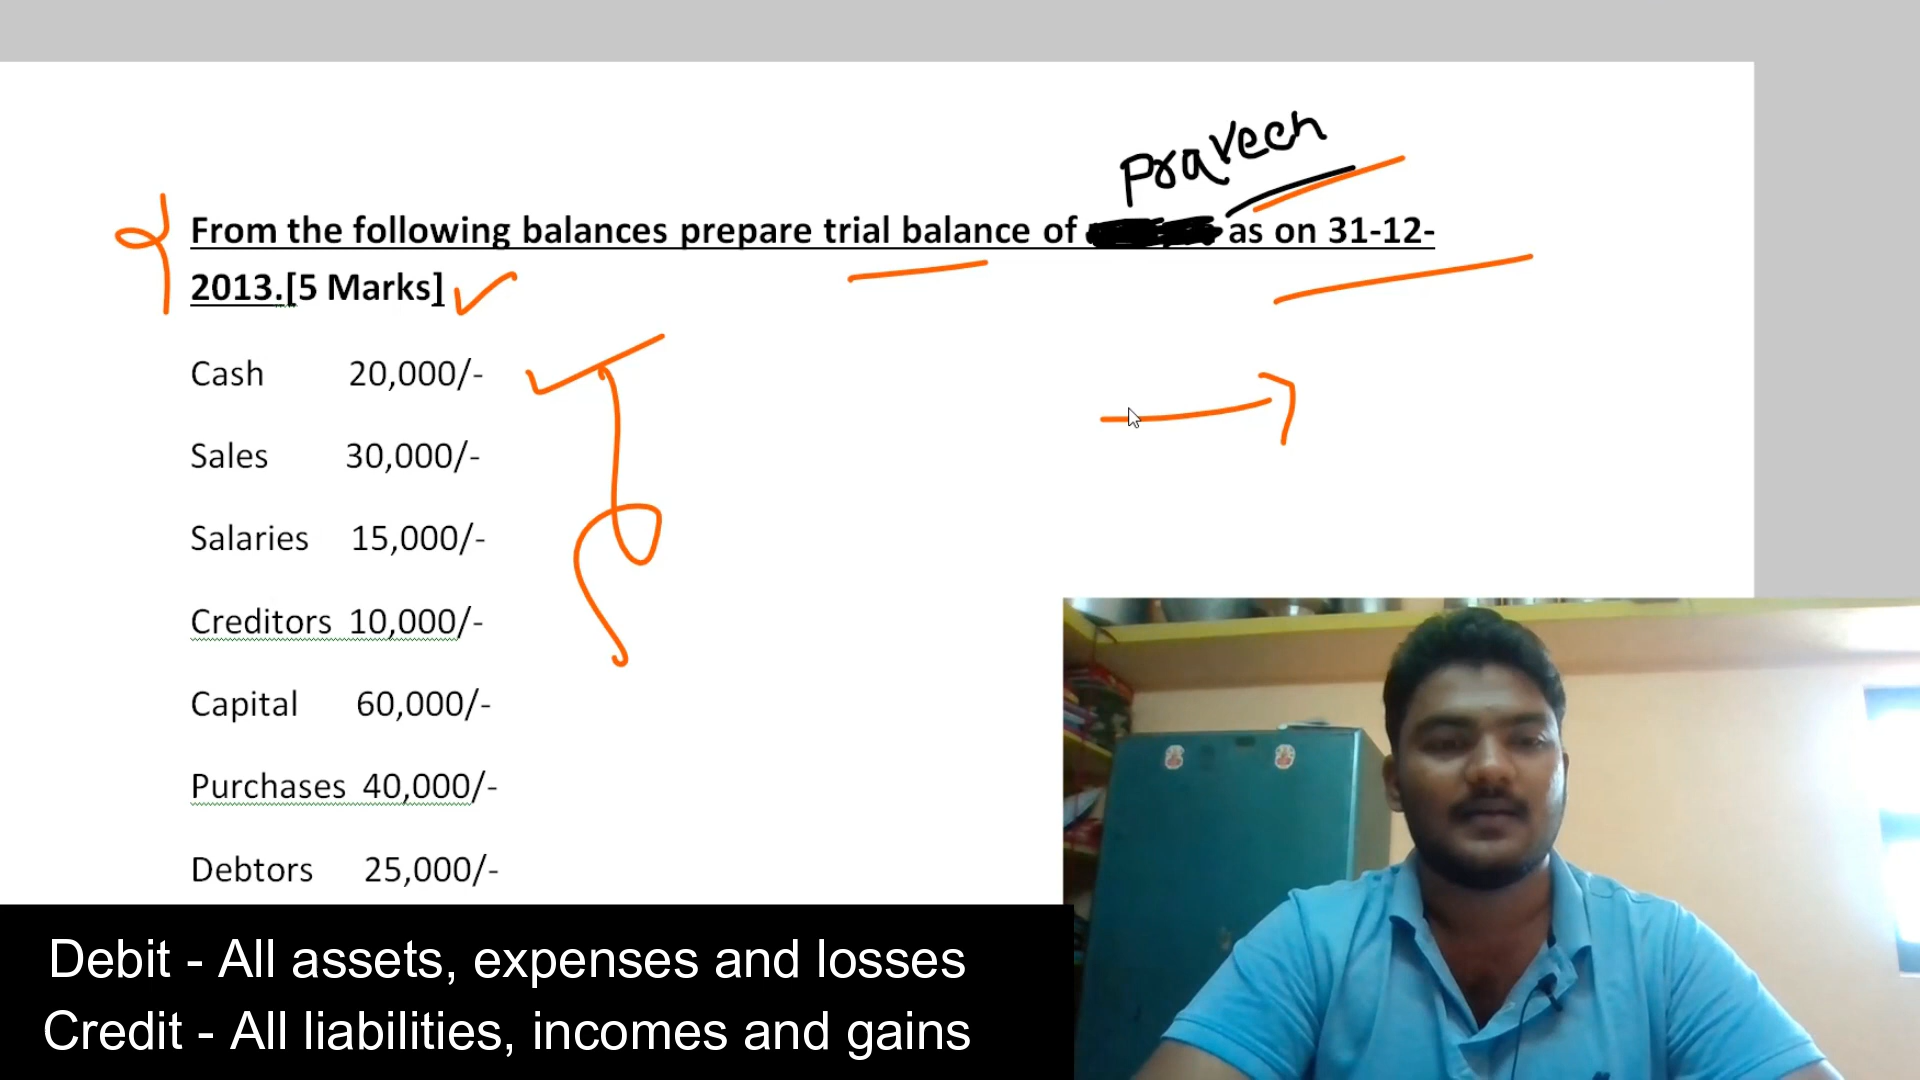 Praveen
From the following balances prepare trial balance of as on 31-12-
2013.[5 Marks]
Cash 20,000/-
Sales 30,000/-
Salaries 15,000/-
Creditors 10,000/-
Capital 60,000/-
Purchases 40,000/-
Debtors 25,000/-
Debit - All assets, expenses and losses
Credit - All liabilities, incomes and gains